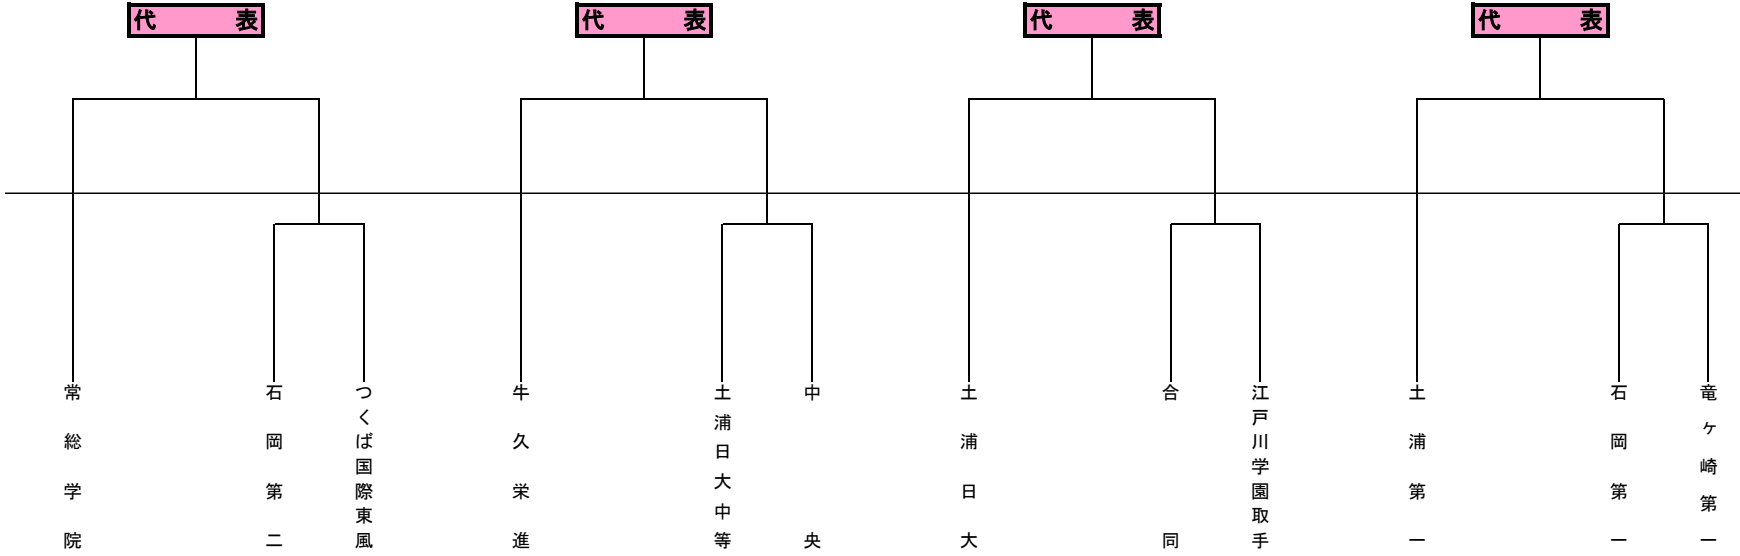 代表
代表
代表
代表
常総学院
石岡第二
つくば国際東風
牛久栄進
土浦日大中等
中央
土浦日大
合同
江戸川学園取手
土浦第一
石岡第一
竜ヶ崎第一